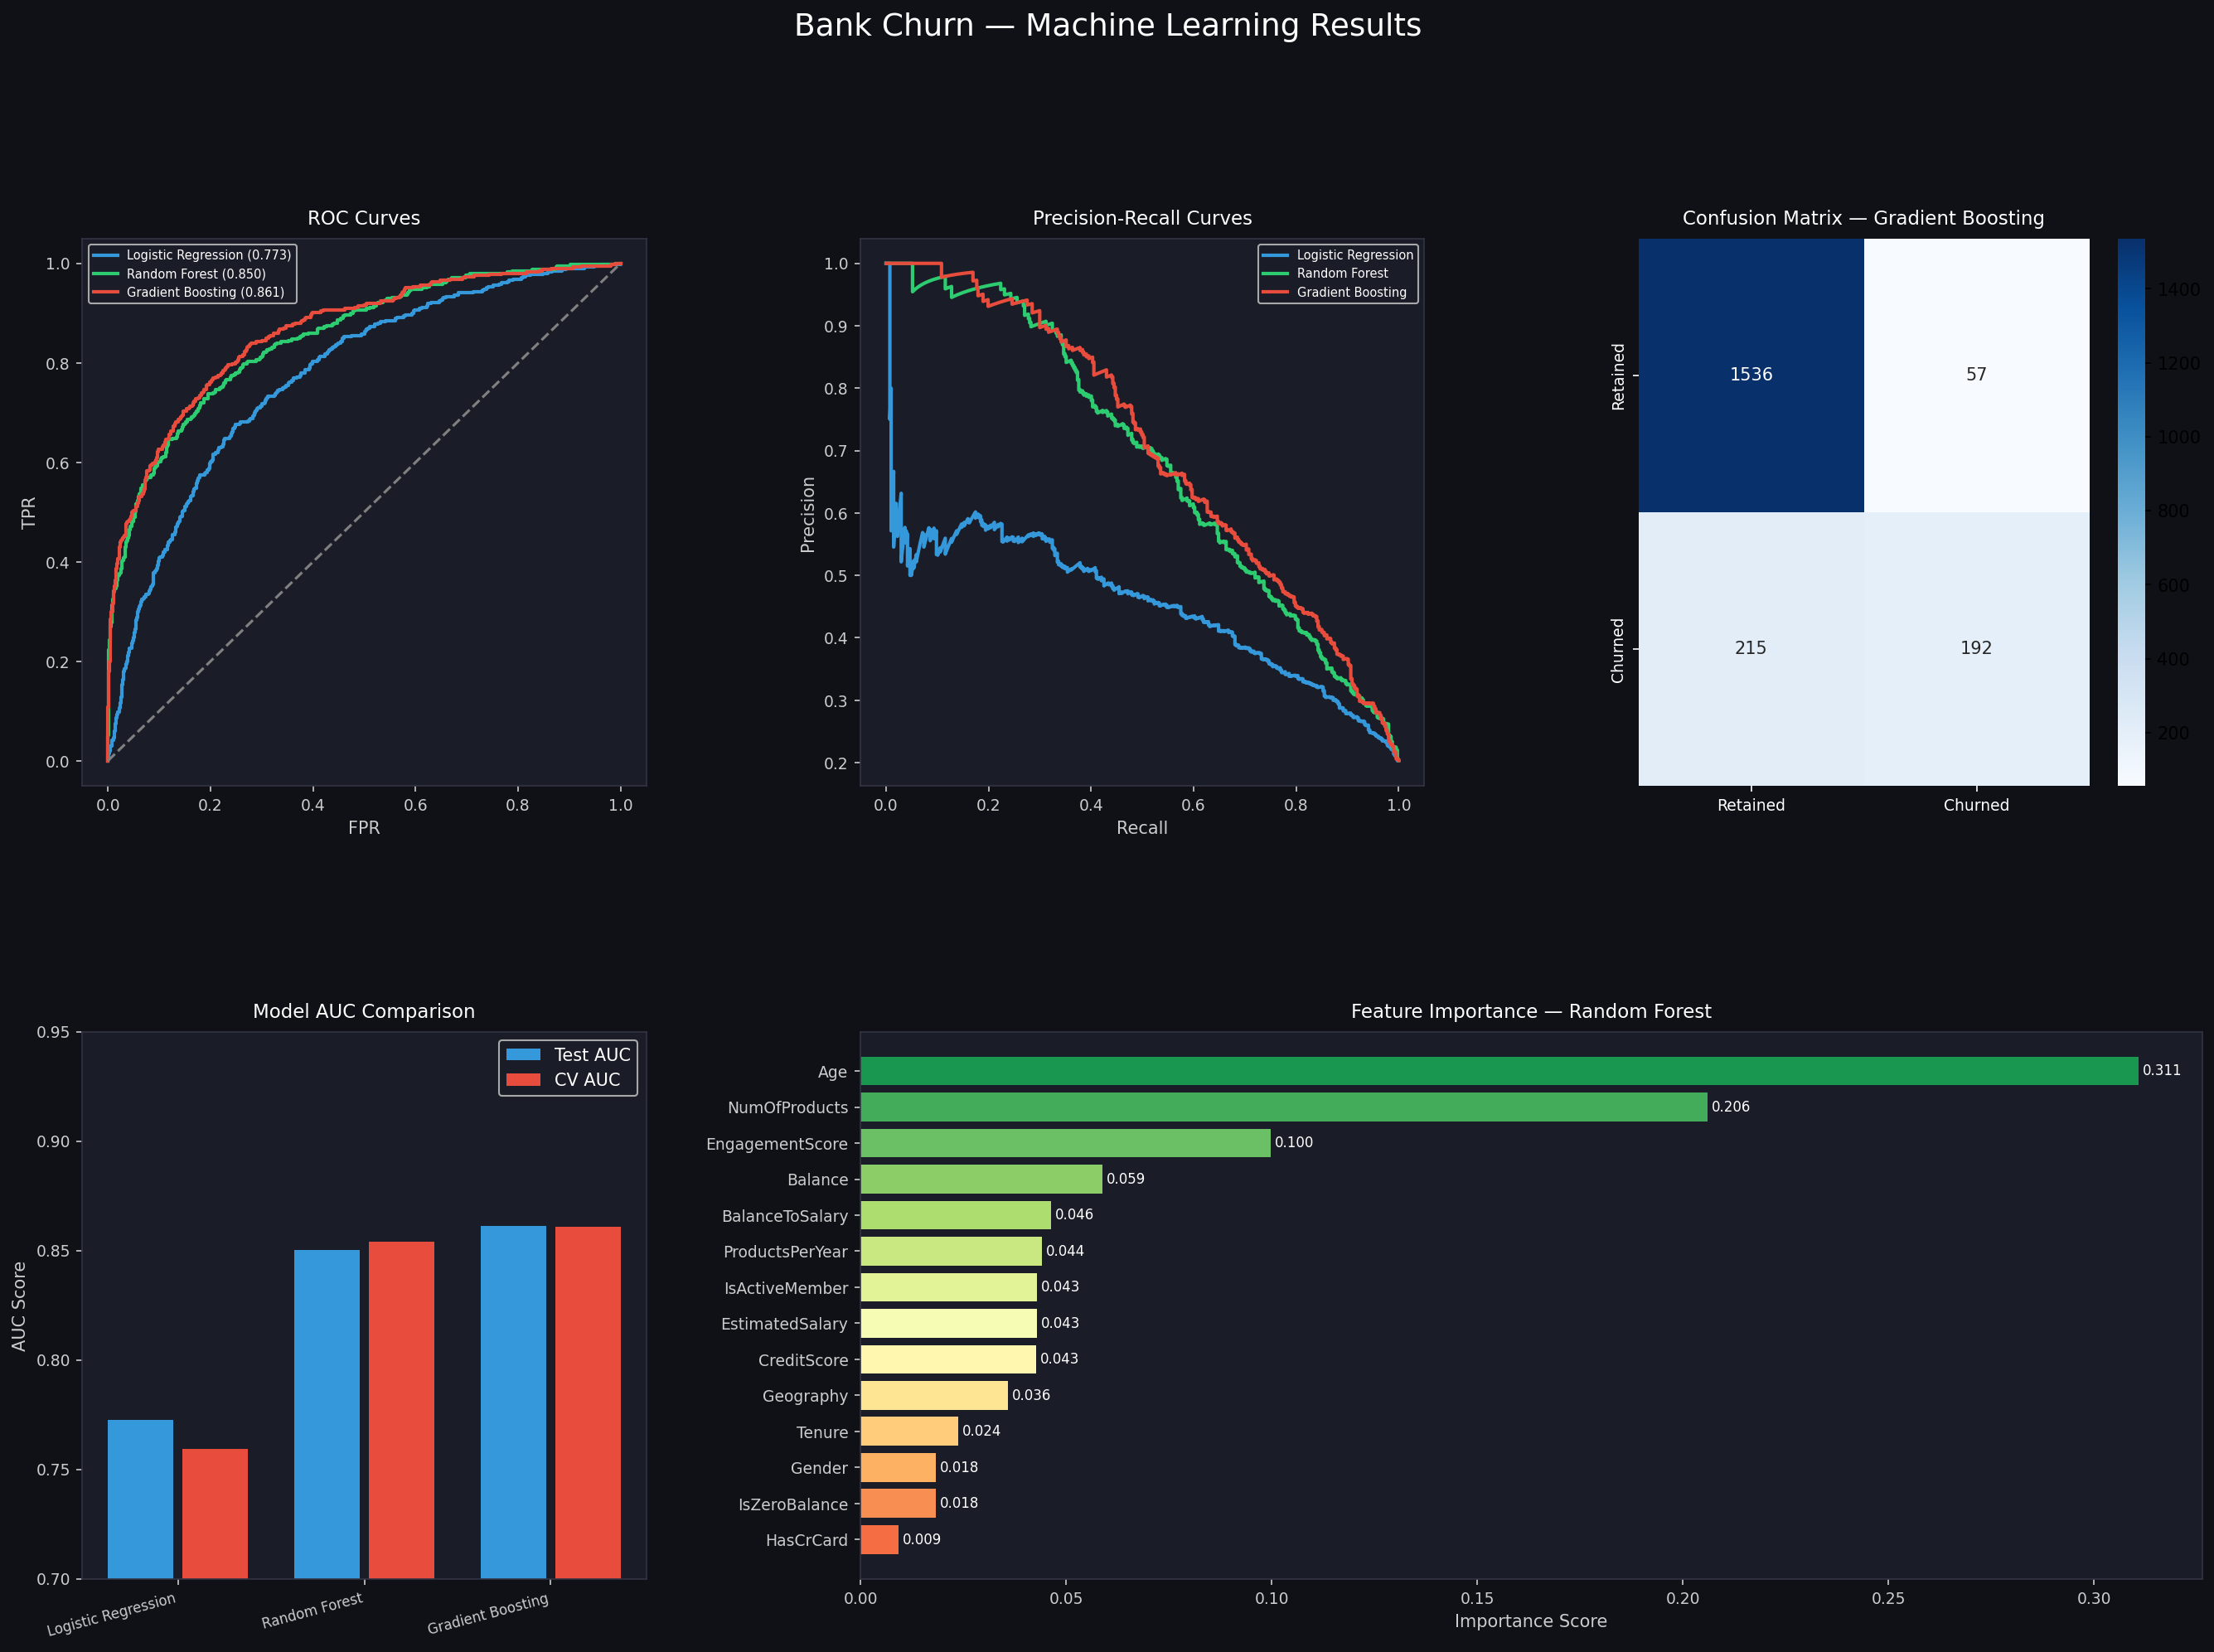 Bank Churn — Machine Learning Results
ROC Curves
Logistic Regression (0.773)
Random Forest (0.850)
Gradient Boosting (0.861)
1.0
0.8
0.6
0.4
0.2
0.0
TPR
0.0 0.2 0.4 0.6 0.8 1.0
FPR
Precision-Recall Curves
Logistic Regression
Random Forest
Gradient Boosting
1.0
0.9
0.8
0.7
0.6
0.5
0.4
0.3
0.2
Precision
0.0 0.2 0.4 0.6 0.8 1.0
Recall
Confusion Matrix — Gradient Boosting
Retained
1536 57
Churned
215 192
Retained Churned
1400
1200
1000
800
600
400
200
Model AUC Comparison
Test AUC
CV AUC
0.95
0.90
0.85
0.80
0.75
0.70
AUC Score
Logistic Regression
Random Forest
Gradient Boosting
Feature Importance — Random Forest
Age 0.311
NumOfProducts 0.206
EngagementScore 0.100
Balance 0.059
BalanceToSalary 0.046
ProductsPerYear 0.044
IsActiveMember 0.043
EstimatedSalary 0.043
CreditScore 0.043
Geography 0.036
Tenure 0.024
Gender 0.018
IsZeroBalance 0.018
HasCrCard 0.009
0.00 0.05 0.10 0.15 0.20 0.25 0.30
Importance Score